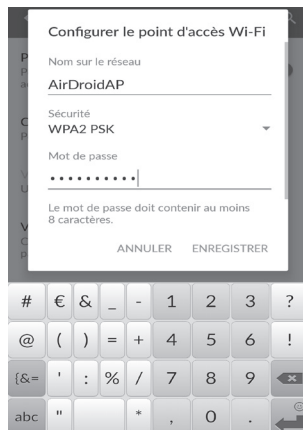 Configurer le point d'accès Wi-Fi
Nom sur le réseau
AirDroidAP
Sécurité
WPA2 PSK
Mot de passe
••••••••••
Le mot de passe doit contenir au moins
8 caractères.
ANNULER ENREGISTRER
# € & _ - 1 2 3 ?
@ ( ) = + 4 5 6 !
{&= ' : % / 7 8 9
abc " * , 0 . @